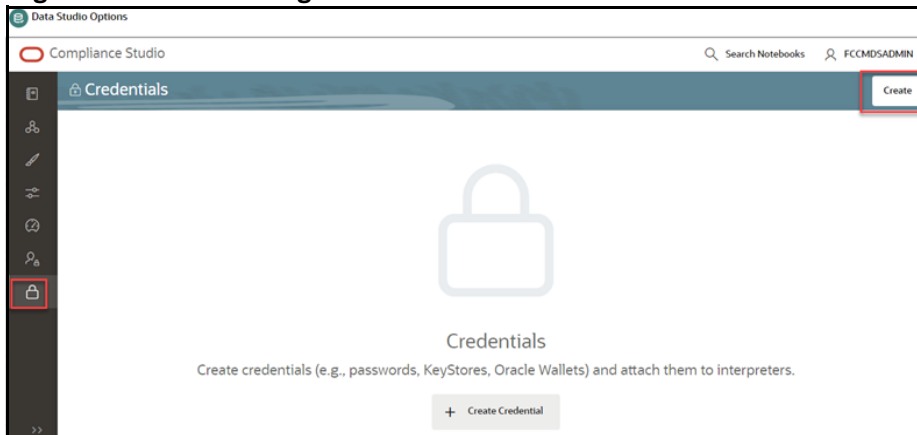 Data Studio Options
Compliance Studio
Search Notebooks
FCCMDSADMIN
Credentials
Create
Credentials
Create credentials (e.g., passwords, KeyStores, Oracle Wallets) and attach them to interpreters.
+ Create Credential
>>